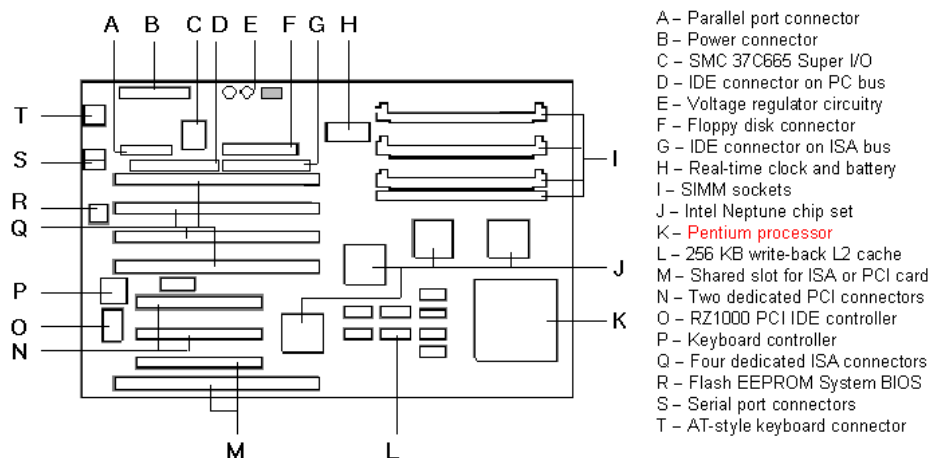 A B C D E F G H
T
S
R
Q
P
O
N
M
L
I
J
K
A – Parallel port connector
B – Power connector
C – SMC 37C665 Super I/O
D – IDE connector on PC bus
E – Voltage regulator circuitry
F – Floppy disk connector
G – IDE connector on ISA bus
H – Real-time clock and battery
I – SIMM sockets
J – Intel Neptune chip set
K – Pentium processor
L – 256 KB write-back L2 cache
M – Shared slot for ISA or PCI card
N – Two dedicated PCI connectors
O – RZ1000 PCI IDE controller
P – Keyboard controller
Q – Four dedicated ISA connectors
R – Flash EEPROM System BIOS
S – Serial port connectors
T – AT-style keyboard connector